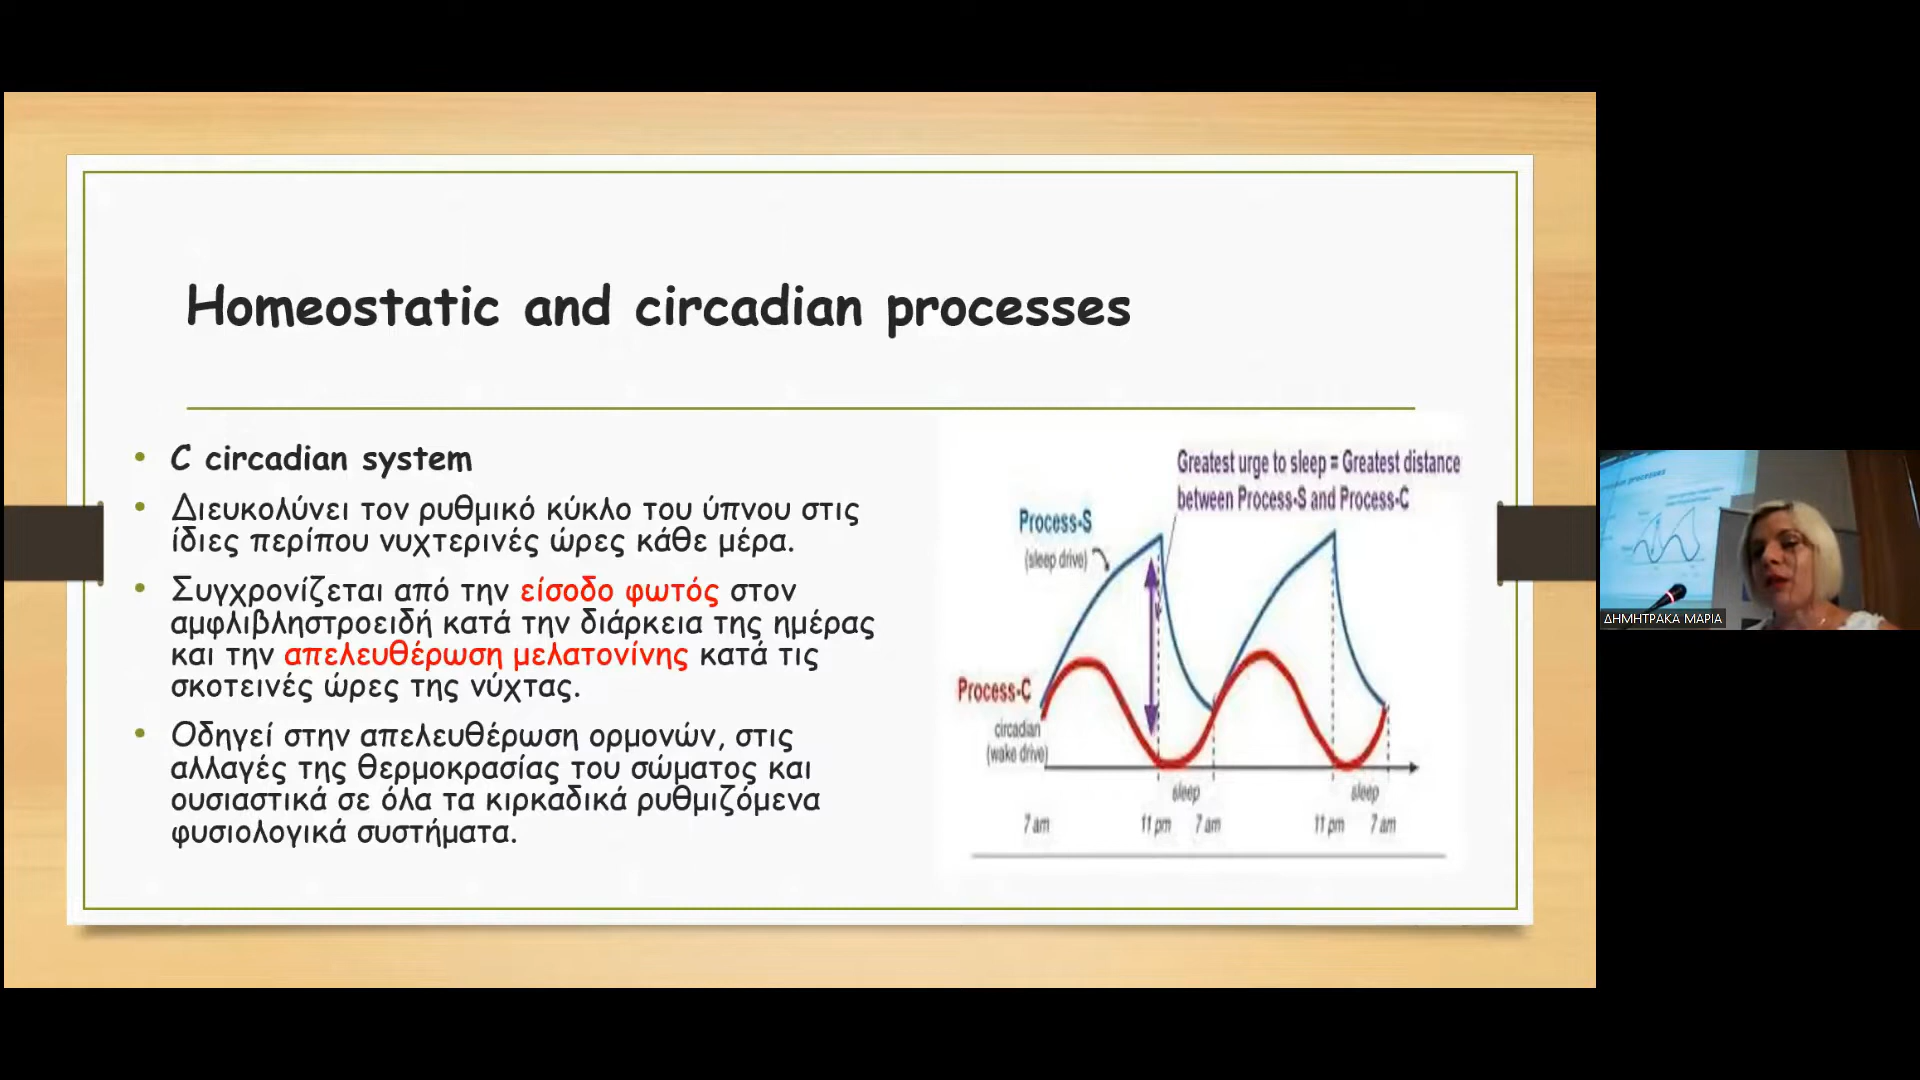 Homeostatic and circadian processes
• C circadian system
• Διευκολύνει τον ρυθμικό κύκλο του ύπνου στις
ίδιες περίπου νυχτερινές ώρες κάθε μέρα.
• Συγχρονίζεται από την είσοδο φωτός στον
αμφλιβληστροειδή κατά την διάρκεια της ημέρας
και την απελευθέρωση μελατονίνης κατά τις
σκοτεινές ώρες της νύχτας.
• Οδηγεί στην απελευθέρωση ορμονών, στις
αλλαγές της θερμοκρασίας του σώματος και
ουσιαστικά σε όλα τα κιρκαδικά ρυθμιζόμενα
φυσιολογικά συστήματα.
Greatest urge to sleep = Greatest distance
between Process-S and Process-C
Process-S
(sleep drive)
Process-C
circadian
(wake drive)
sleep sleep
7 am 11 pm 7 am 11 pm 7 am
ΔΗΜΗΤΡΑΚΑ ΜΑΡΙΑ